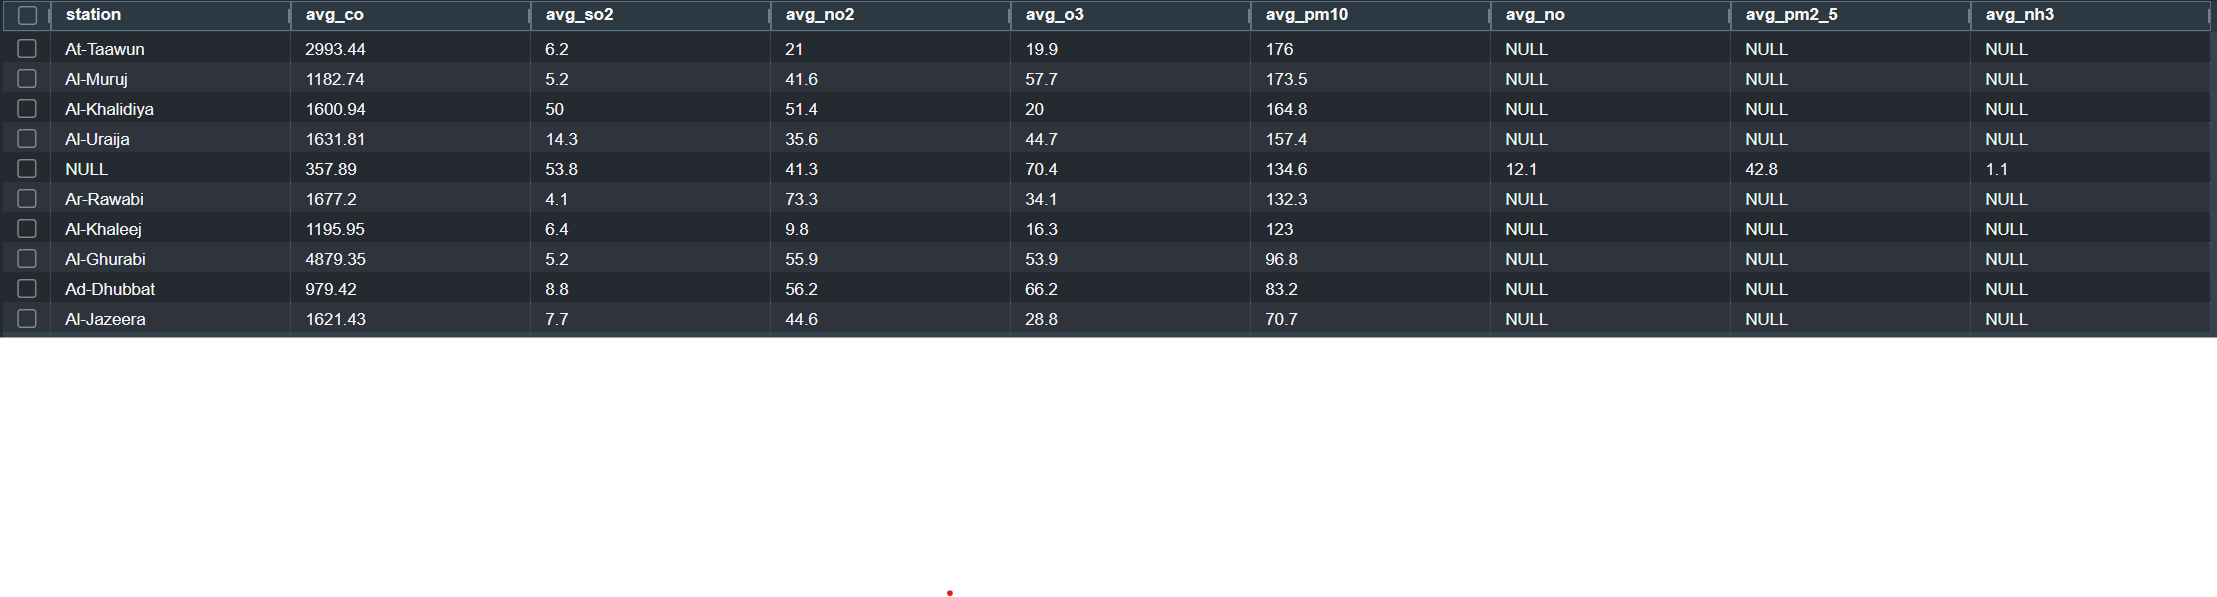 station avg_co avg_so2 avg_no2 avg_o3 avg_pm10 avg_no avg_pm2_5 avg_nh3
At-Taawun 2993.44 6.2 21 19.9 176 NULL NULL NULL
Al-Muruj 1182.74 5.2 41.6 57.7 173.5 NULL NULL NULL
Al-Khalidiya 1600.94 50 51.4 20 164.8 NULL NULL NULL
Al-Uraija 1631.81 14.3 35.6 44.7 157.4 NULL NULL NULL
NULL 357.89 53.8 41.3 70.4 134.6 12.1 42.8 1.1
Ar-Rawabi 1677.2 4.1 73.3 34.1 132.3 NULL NULL NULL
Al-Khaleej 1195.95 6.4 9.8 16.3 123 NULL NULL NULL
Al-Ghurabi 4879.35 5.2 55.9 53.9 96.8 NULL NULL NULL
Ad-Dhubbat 979.42 8.8 56.2 66.2 83.2 NULL NULL NULL
Al-Jazeera 1621.43 7.7 44.6 28.8 70.7 NULL NULL NULL